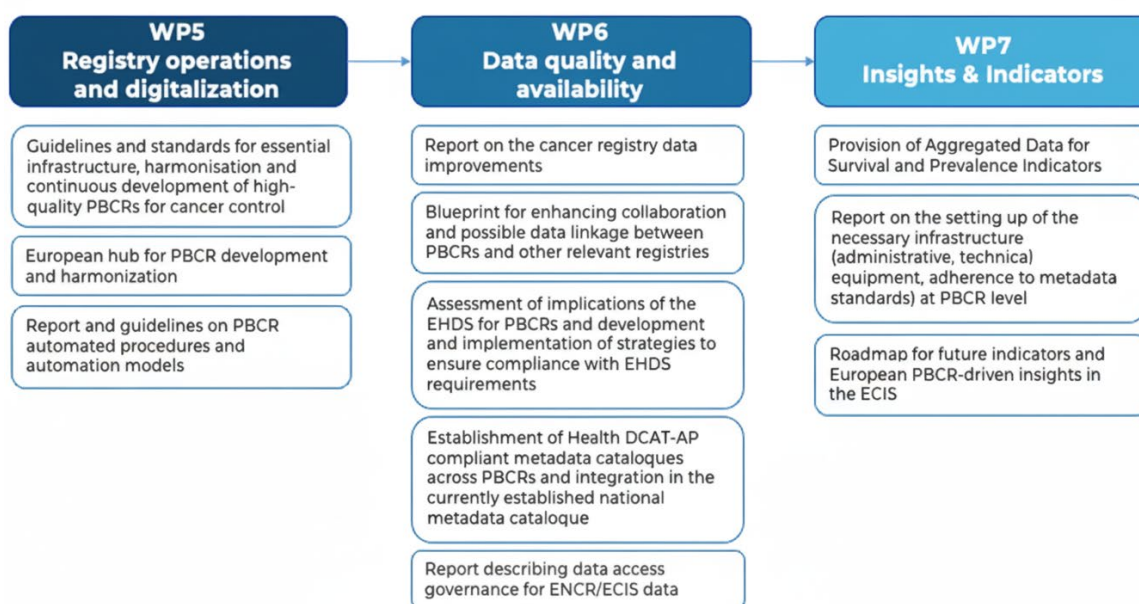 WP5
Registry operations
and digitalization
Guidelines and standards for essential
infrastructure, harmonisation and
continuous development of high-
quality PBCRs for cancer control
European hub for PBCR development
and harmonization
Report and guidelines on PBCR
automated procedures and
automation models
WP6
Data quality and
availability
Report on the cancer registry data
improvements
Blueprint for enhancing collaboration
and possible data linkage between
PBCRs and other relevant registries
Assessment of implications of the
EHDS for PBCRs and development
and implementation of strategies to
ensure compliance with EHDS
requirements
Establishment of Health DCAT-AP
compliant metadata cataloques
across PBCRs and integration in the
currently established national
metadata cataloque
Report describing data access
governance for ENCR/ECIS data
WP7
Insights & Indicators
Provision of Aggregated Data for
Survival and Prevalence Indicators
Report on the setting up of the
necessary infrastructure
(administrative, technica)
equipment, adherence to metadata
standards) at PBCR level
Roadmap for future indicators and
European PBCR-driven insights in
the ECIS